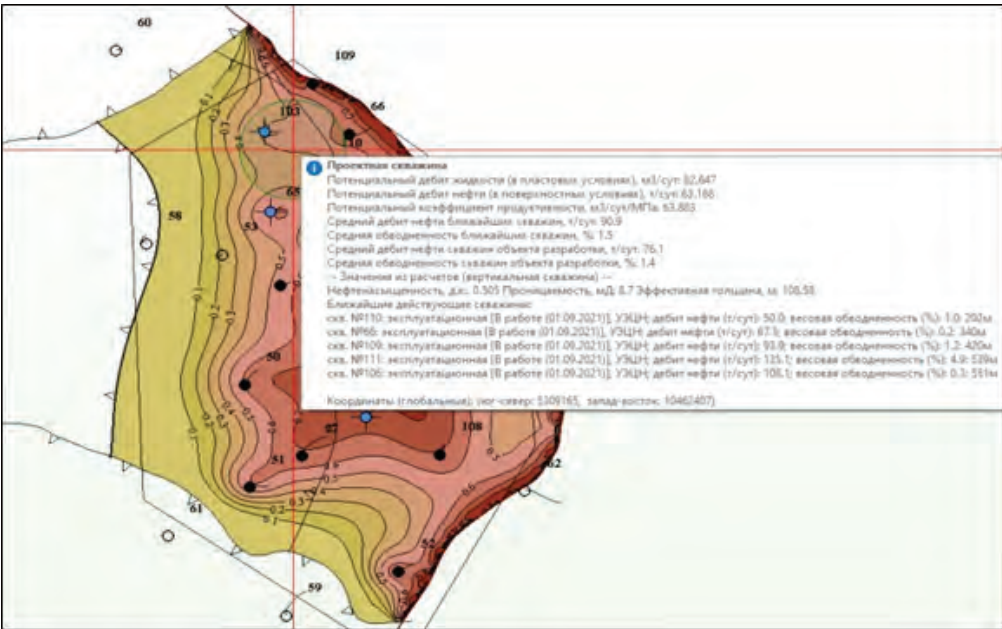 60
109
103
66
110
65
58
53
50
51
108
62
61
52
59
Проектная скважина
Потенциальный дебит жидкости (в пластовых условиях), м3/сут: 82,647
Потенциальный дебит нефти (в поверхностных условиях), т/сут: 63,168
Потенциальный коэффициент продуктивности, м3/сут/МПа: 63,883
Средний дебит нефти ближайших скважин, т/сут: 90.9
Средняя обводненность ближайших скважин, %: 1.5
Средний дебит нефти скважин объекта разработки, т/сут: 76.1
Средняя обводненность скважин объекта разработки, %: 1.4
-- Значения из расчетов (вертикальная скважина) --
Нефтенасыщенность, д.ед.: 0.505 Проницаемость, мД: 8.7 Эффективная толщина, м: 108.58
Ближайшие действующие скважины:
скв. №110: эксплуатационная [В работе (01.09.2021)], УЭЦН; дебит нефти (т/сут): 50.0; весовая обводненность (%): 1.0; 202м
скв. №66: эксплуатационная [В работе (01.09.2021)], УЭЦН; дебит нефти (т/сут): 67.3; весовая обводненность (%): 0.2; 340м
скв. №109: эксплуатационная [В работе (01.09.2021)], УЭЦН; дебит нефти (т/сут): 93.9; весовая обводненность (%): 1.2; 420м
скв. №111: эксплуатационная [В работе (01.09.2021)], УЭЦН; дебит нефти (т/сут): 135.1; весовая обводненность (%): 4.9; 539м
скв. №106: эксплуатационная [В работе (01.09.2021)], УЭЦН; дебит нефти (т/сут): 108.1; весовая обводненность (%): 0.3; 551м
Координаты (глобальные): (юг-север: 5309165, запад-восток: 10462407)